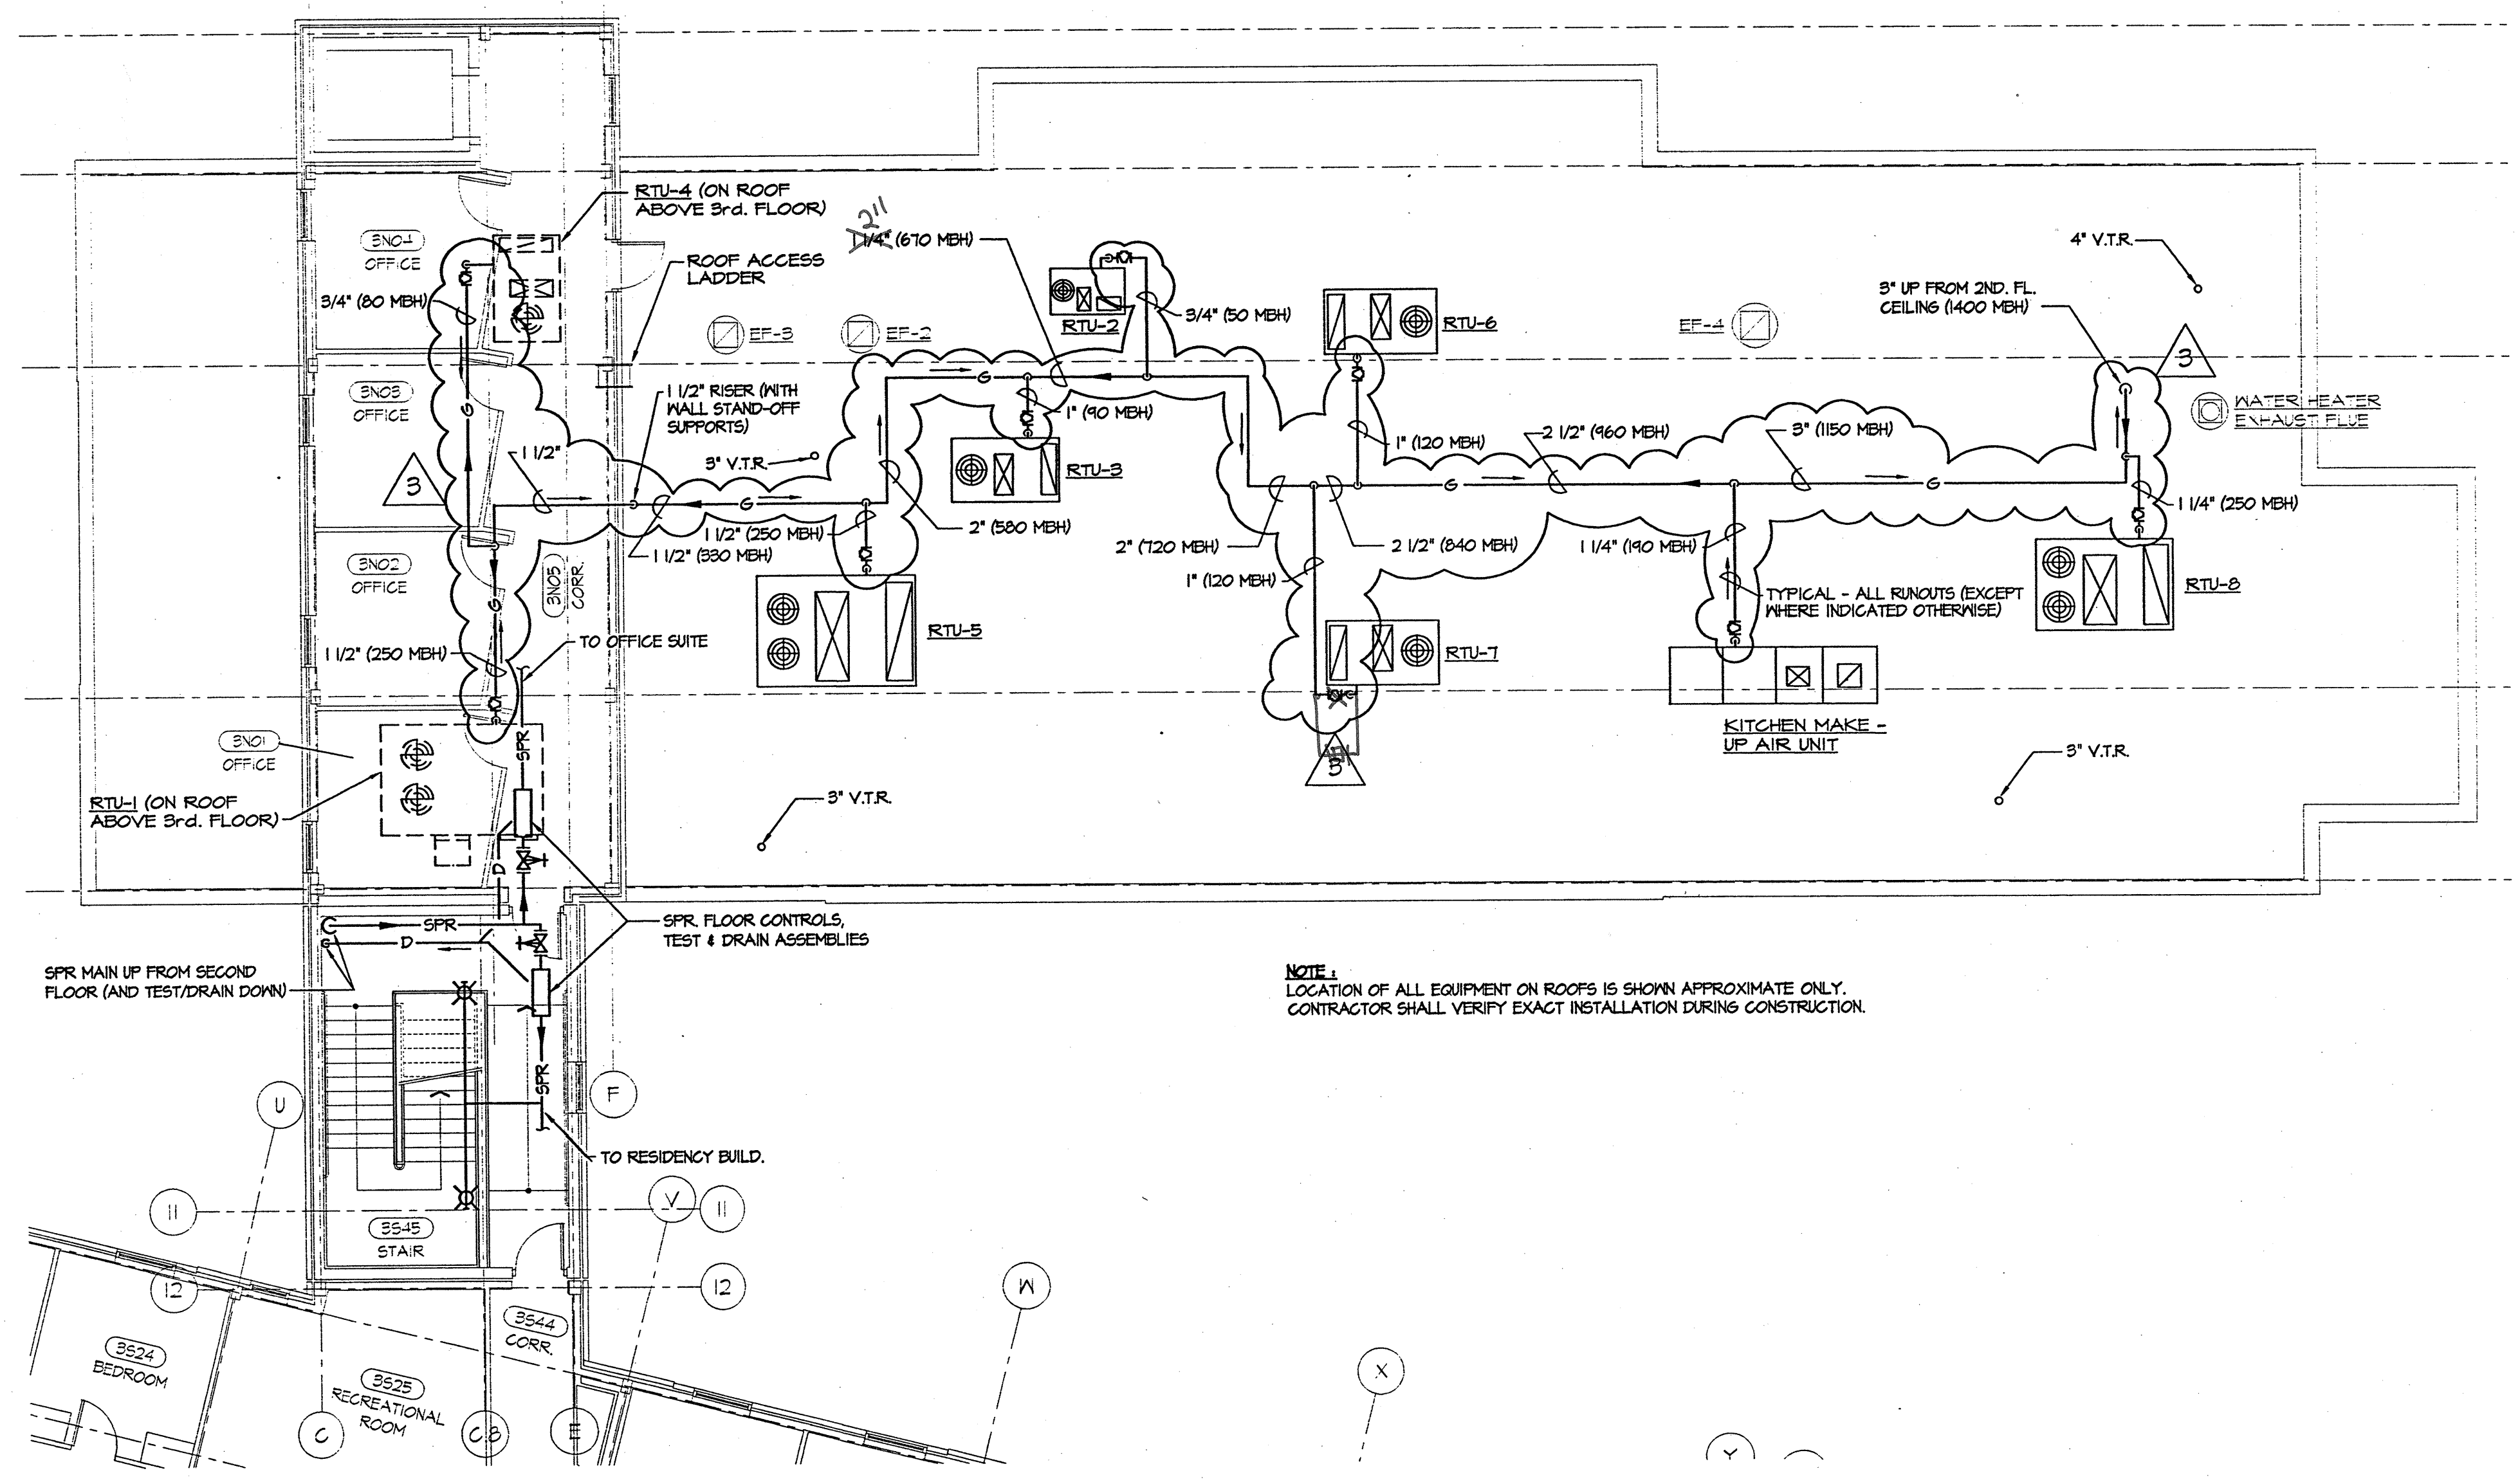 RTU-4 (ON ROOF
ABOVE 3rd. FLOOR)
2"
1 1/4" (670 MBH)
3NO4
OFFICE
ROOF ACCESS
LADDER
3/4" (80 MBH)
4" V.T.R.
3" UP FROM 2ND. FL.
CEILING (1400 MBH)
3/4" (50 MBH)
RTU-2
RTU-6
EF-3
EF-2
EF-4
3
3NO3
OFFICE
1 1/2" RISER (WITH
WALL STAND-OFF
SUPPORTS)
G
G
1" (90 MBH)
WATER HEATER
EXHAUST FLUE
1 1/2"
3" V.T.R.
1" (120 MBH)
2 1/2" (960 MBH)
3" (1150 MBH)
RTU-3
3
G
G
G
1 1/4" (250 MBH)
1 1/2" (250 MBH)
2" (580 MBH)
1 1/2" (330 MBH)
2" (720 MBH)
2 1/2" (840 MBH)
1 1/4" (190 MBH)
3NO2
OFFICE
3NO5
CORR.
1" (120 MBH)
G
TYPICAL - ALL RUNOUTS (EXCEPT
WHERE INDICATED OTHERWISE)
RTU-8
RTU-5
TO OFFICE SUITE
1 1/2" (250 MBH)
RTU-7
3NO1
OFFICE
SPR
KITCHEN MAKE -
UP AIR UNIT
3" V.T.R.
3
RTU-1 (ON ROOF
ABOVE 3rd. FLOOR)
3" V.T.R.
D
SPR
D
SPR. FLOOR CONTROLS,
TEST & DRAIN ASSEMBLIES
SPR MAIN UP FROM SECOND
FLOOR (AND TEST/DRAIN DOWN)
NOTE :
LOCATION OF ALL EQUIPMENT ON ROOFS IS SHOWN APPROXIMATE ONLY.
CONTRACTOR SHALL VERIFY EXACT INSTALLATION DURING CONSTRUCTION.
SPR
U
F
TO RESIDENCY BUILD.
11
V
11
3S45
STAIR
12
12
W
3S44
CORR.
3S24
BEDROOM
3S25
RECREATIONAL
ROOM
X
C
C.8
E
Y